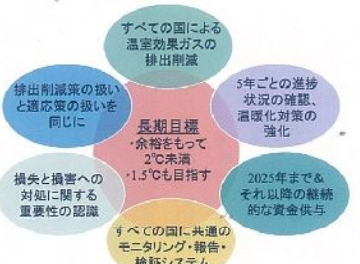 すべての国による
温室効果ガスの
排出削減
排出削減策の扱い
と適応策の扱いを
同じに
5年ごとの進捗
状況の確認、
温暖化対策の
強化
長期目標
・余裕をもって
2℃未満
・1.5℃も目指す
損失と損害への
対処に関する
重要性の認識
2025年まで&
それ以降の継続
的な資金供与
すべての国に共通の
モニタリング・報告・
検証システム